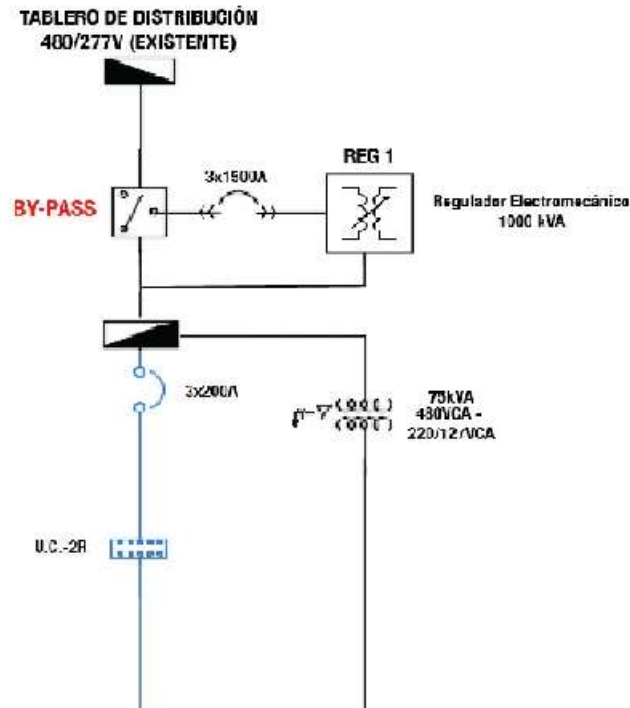 TABLERO DE DISTRIBUCIÓN
480/277V (EXISTENTE)
3x1500A
REG 1
BY-PASS
Regulador Electromecánico
1000 kVA
3x200A
75kVA
480VCA -
220/127VCA
U.C.-2R